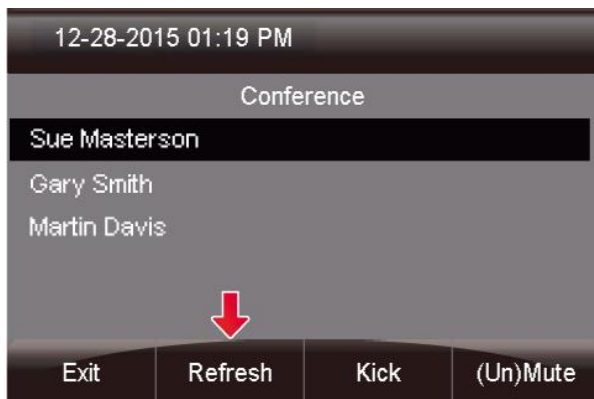 12-28-2015 01:19 PM
Conference
Sue Masterson
Gary Smith
Martin Davis
Exit Refresh Kick (Un)Mute